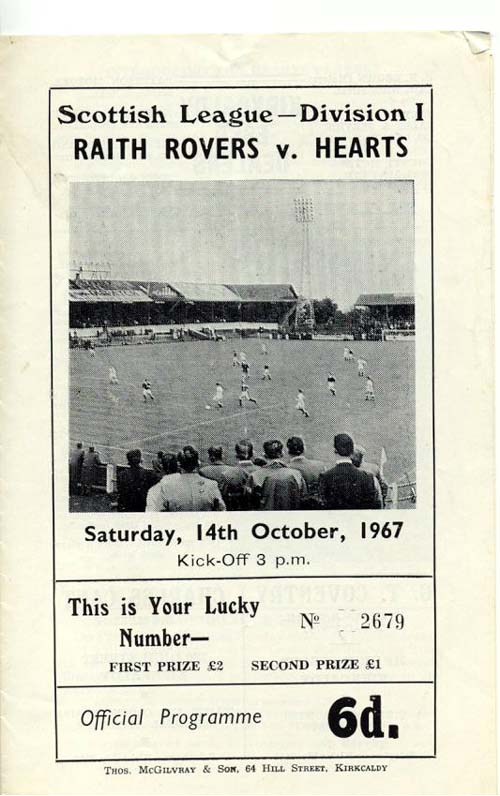 Scottish League – Division I
RAITH ROVERS v. HEARTS
Saturday, 14th October, 1967
Kick-Off 3 p.m.
This is Your Lucky
Number—
Nº 2679
FIRST PRIZE £2 SECOND PRIZE £1
Official Programme 6d.
Thos. McGilvray & Son, 64 Hill Street, Kirkcaldy